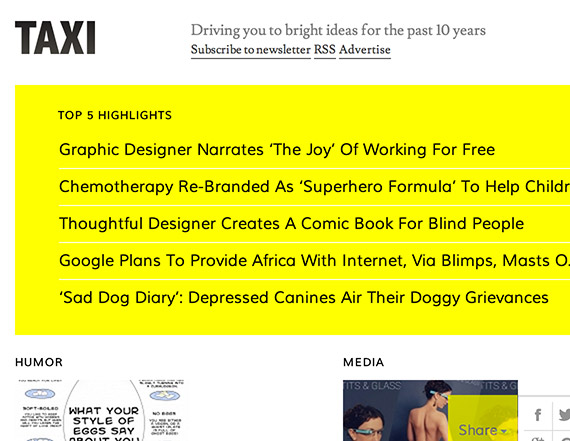 TAXI
Driving you to bright ideas for the past 10 years
Subscribe to newsletter RSS Advertise
TOP 5 HIGHLIGHTS
Graphic Designer Narrates ‘The Joy’ Of Working For Free
Chemotherapy Re-Branded As ‘Superhero Formula’ To Help Childr
Thoughtful Designer Creates A Comic Book For Blind People
Google Plans To Provide Africa With Internet, Via Blimps, Masts O
‘Sad Dog Diary’: Depressed Canines Air Their Doggy Grievances
HUMOR
MEDIA
SOFT-BOILED
WHAT YOUR
STYLE OF
EGGS SAY
ABOUT YOU
NO EGGS
ITS & GLASS
Share